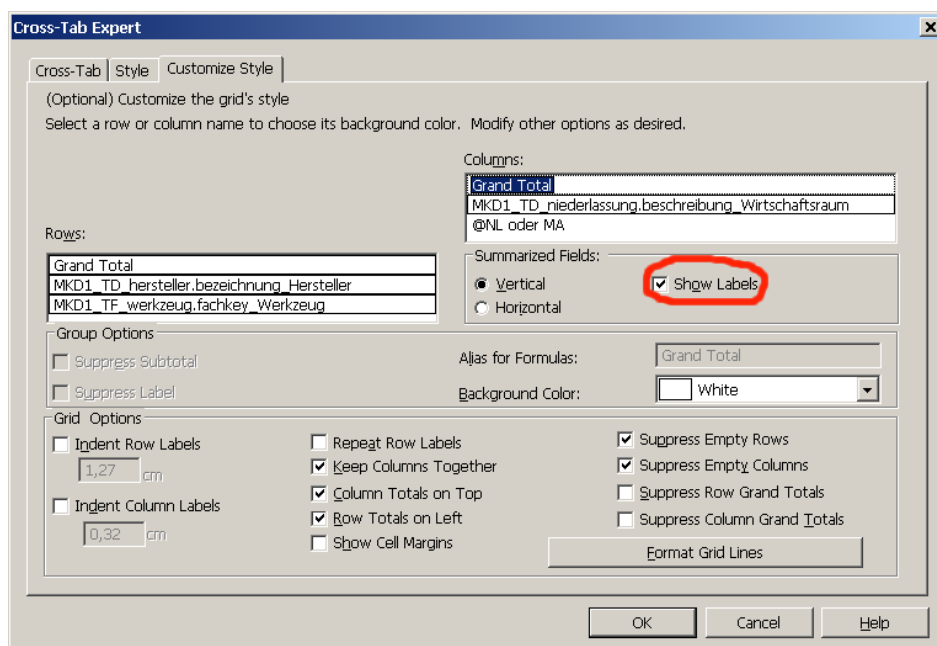 Cross-Tab Expert
Cross-Tab Style Customize Style
(Optional) Customize the grid's style
Select a row or column name to choose its background color. Modify other options as desired.
Columns:
Grand Total
MKD1_TD_niederlassung.beschreibung_Wirtschaftsraum
@NL oder MA
Rows:
Grand Total
MKD1_TD_hersteller.bezeichnung_Hersteller
MKD1_TF_werkzeug.fachkey_Werkzeug
Summarized Fields:
Vertical
Horizontal
Show Labels
Group Options
Suppress Subtotal
Suppress Label
Alias for Formulas: Grand Total
Background Color: White
Grid Options
Indent Row Labels
1,27 cm
Indent Column Labels
0,32 cm
Repeat Row Labels
Keep Columns Together
Column Totals on Top
Row Totals on Left
Show Cell Margins
Suppress Empty Rows
Suppress Empty Columns
Suppress Row Grand Totals
Suppress Column Grand Totals
Format Grid Lines
OK Cancel Help